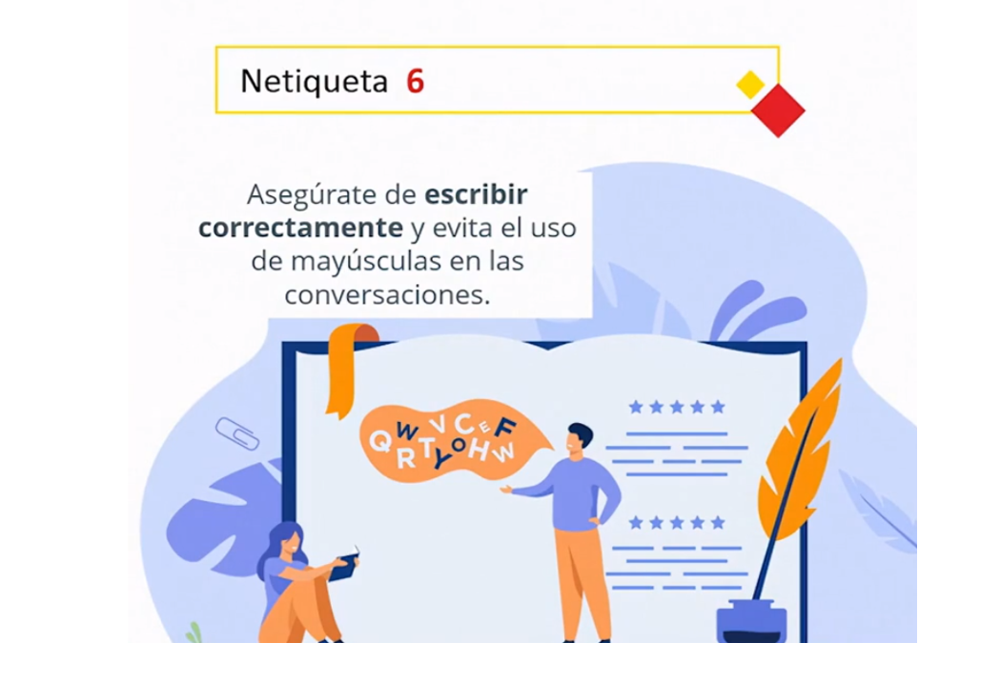 Netiqueta 6
Asegúrate de escribir
correctamente y evita el uso
de mayúsculas en las
conversaciones.
Q W V C E F
R T Y O H W